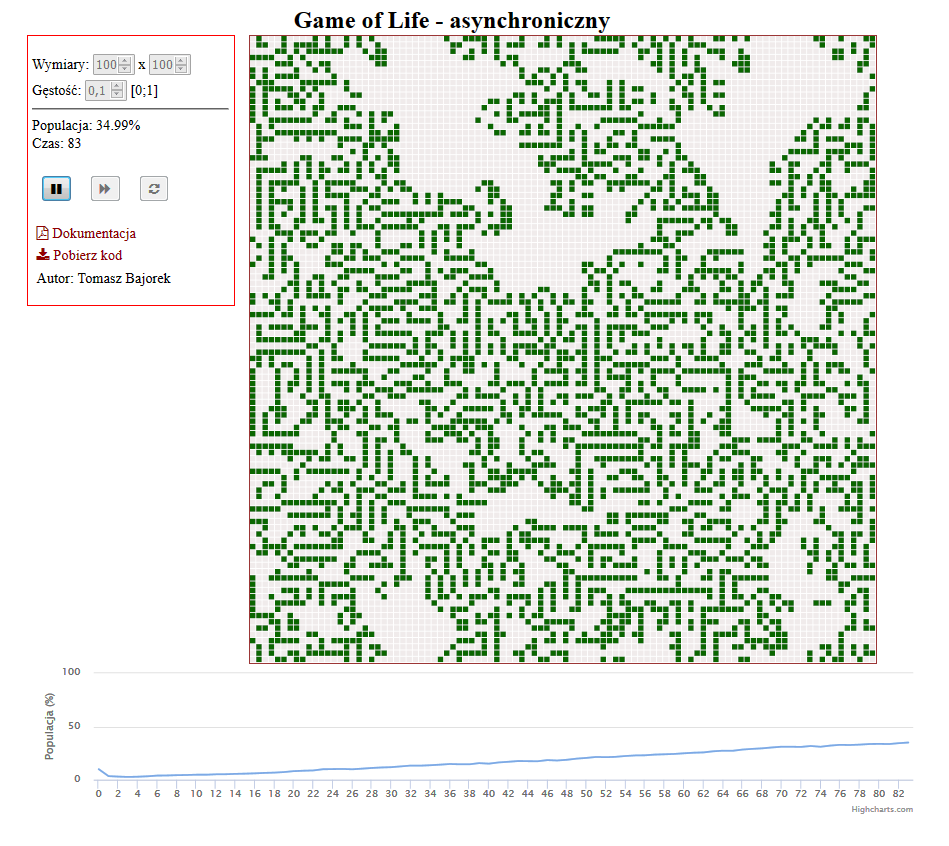 Game of Life - asynchroniczny
Wymiary: 100 x 100
Gęstość: 0,1 [0;1]
Populacja: 34.99%
Czas: 83
Dokumentacja
Pobierz kod
Autor: Tomasz Bajorek
Populacja (%)
100
50
0
0 2 4 6 8 10 12 14 16 18 20 22 24 26 28 30 32 34 36 38 40 42 44 46 48 50 52 54 56 58 60 62 64 66 68 70 72 74 76 78 80 82
Highcharts.com